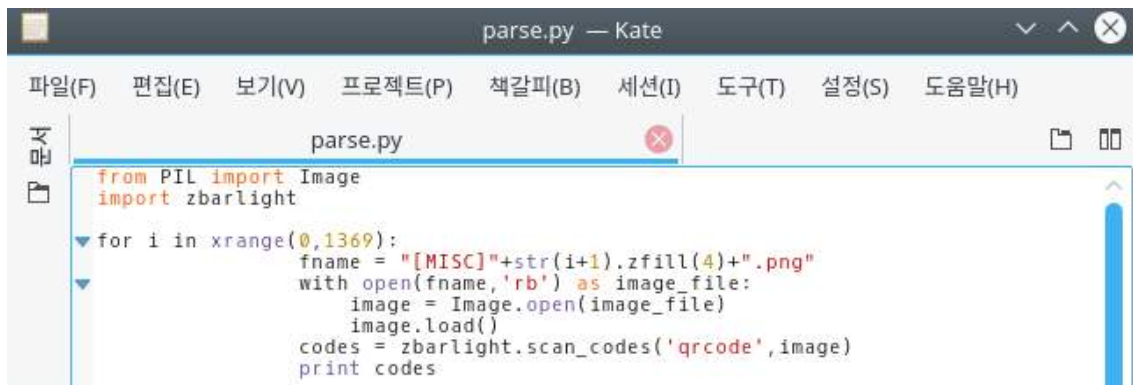 parse.py — Kate
파일(F) 편집(E) 보기(V) 프로젝트(P) 책갈피(B) 세션(I) 도구(T) 설정(S) 도움말(H)
문서
parse.py
from PIL import Image
import zbarlight
for i in xrange(0,1369):
fname = "[MISC]"+str(i+1).zfill(4)+".png"
with open(fname,'rb') as image_file:
image = Image.open(image_file)
image.load()
codes = zbarlight.scan_codes('qrcode',image)
print codes